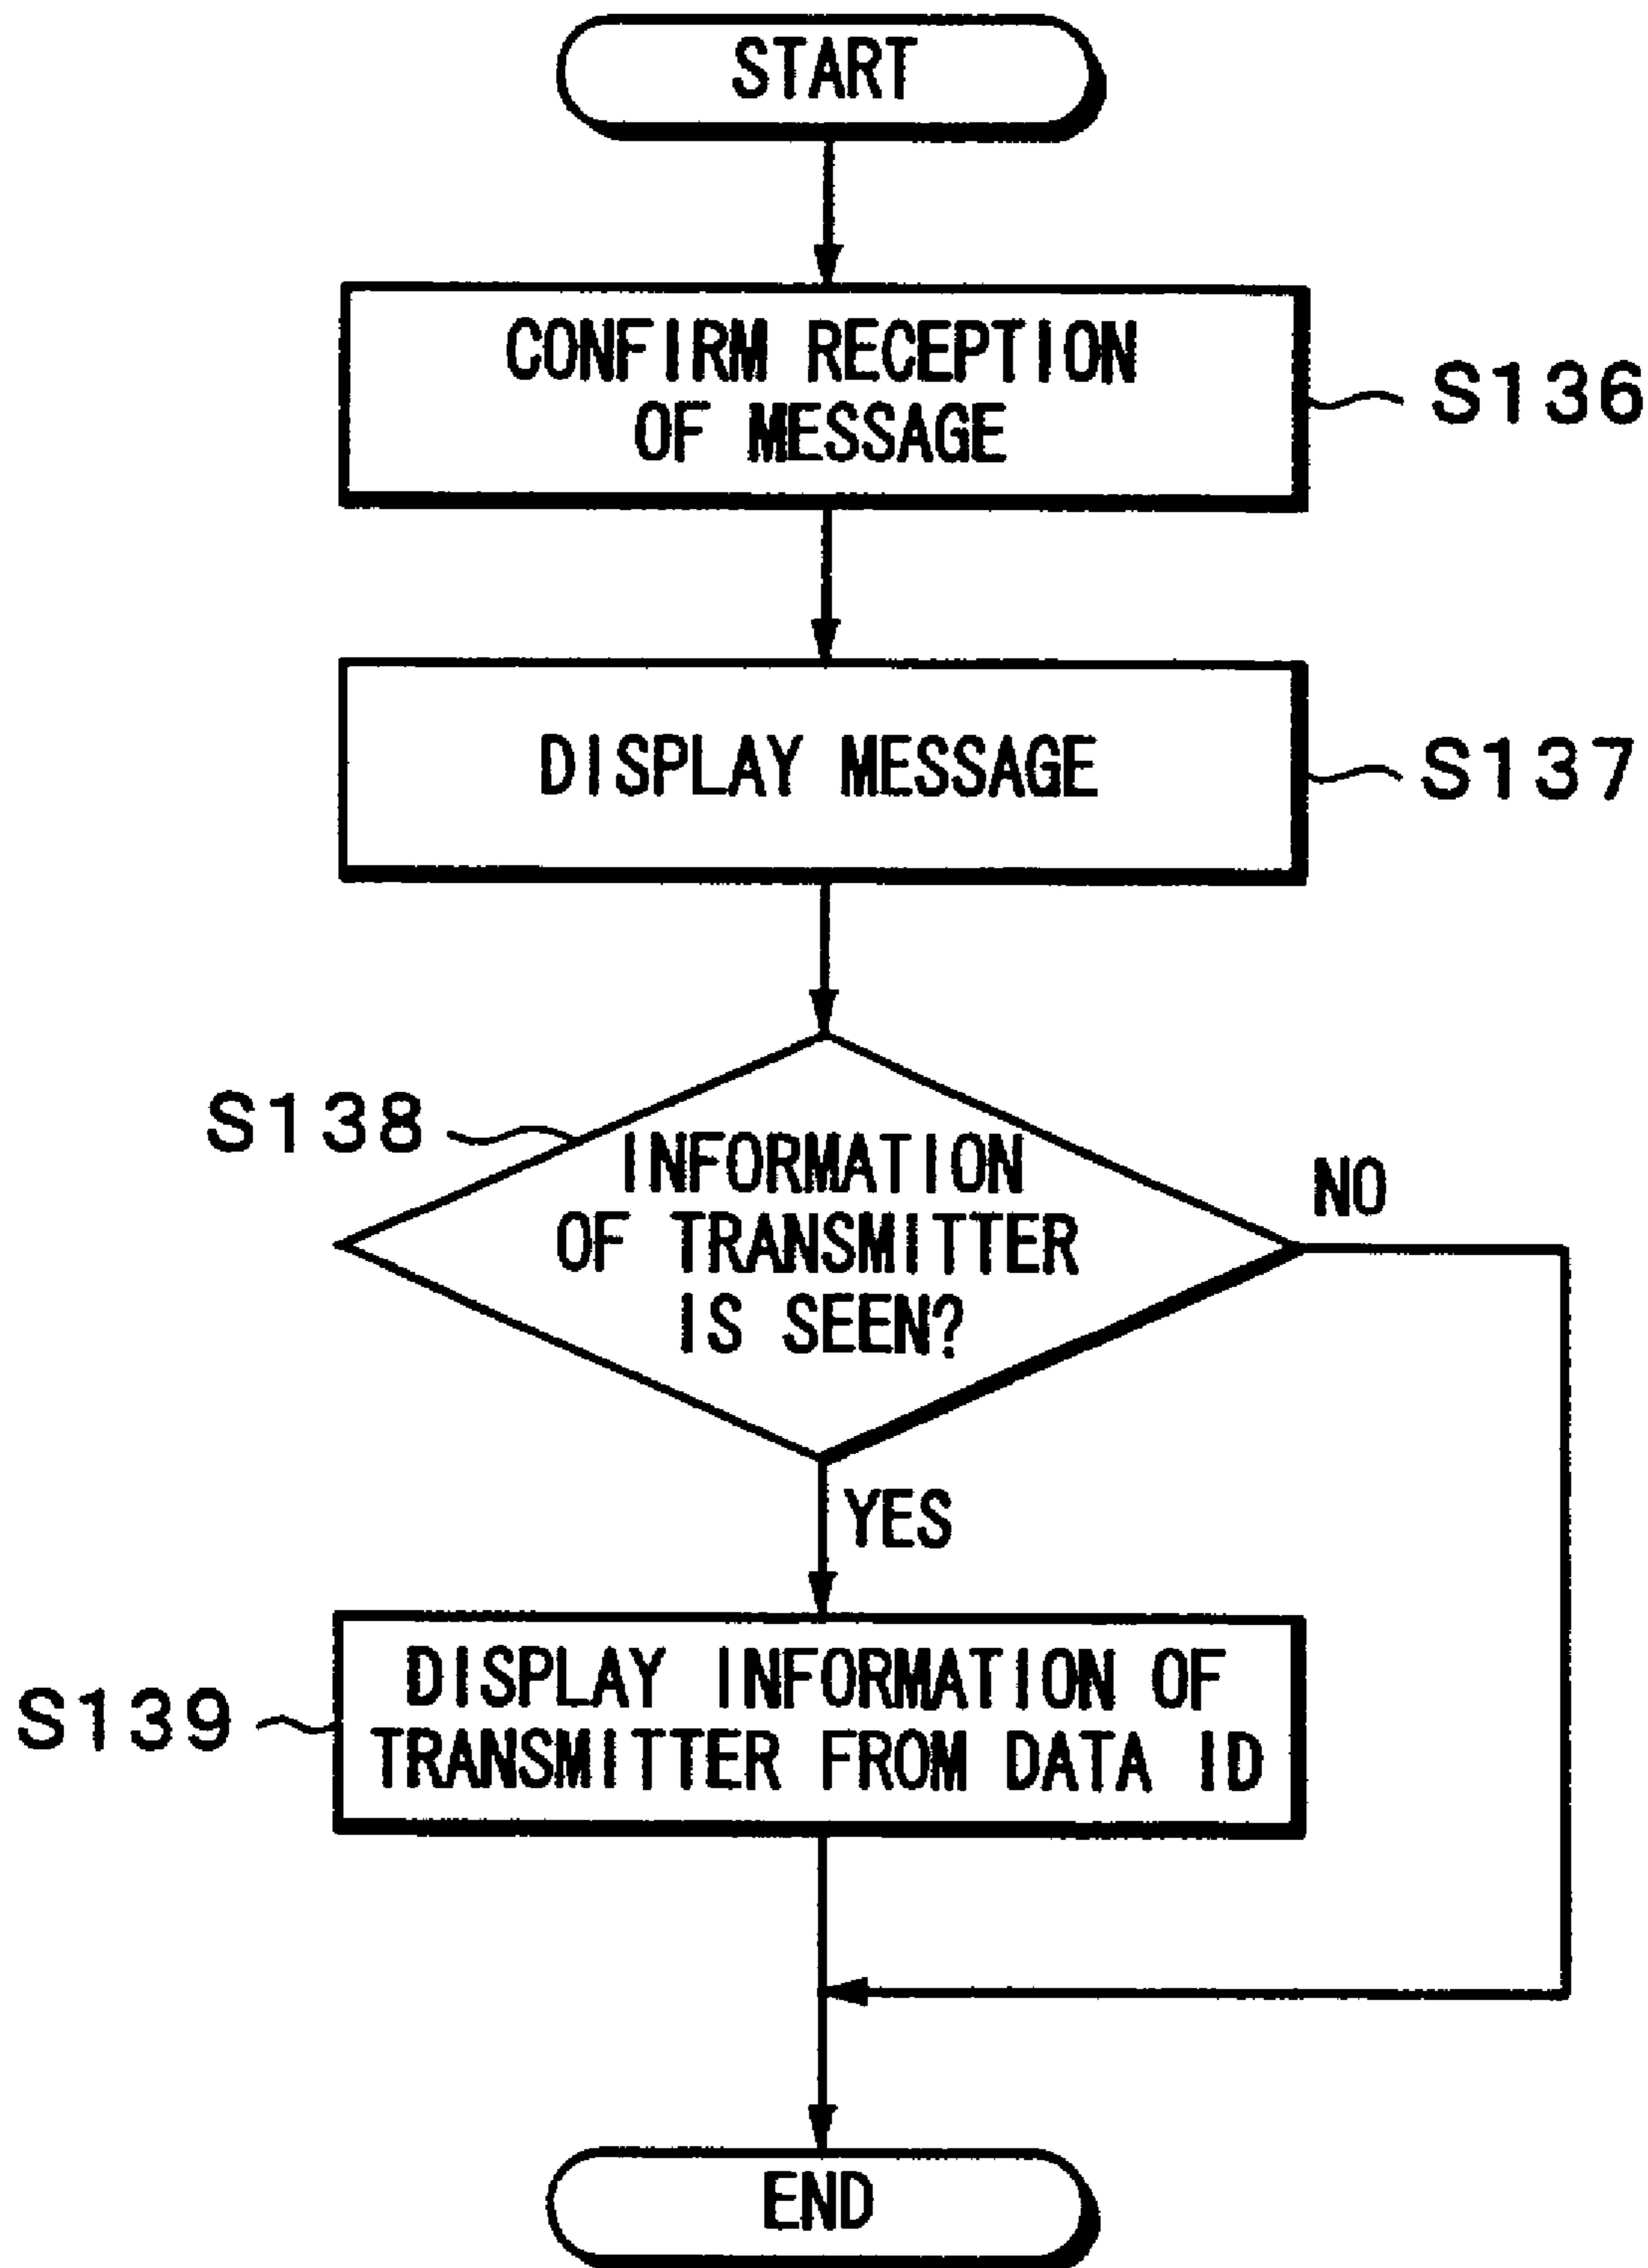 START
CONFIRM RECEPTION
OF MESSAGE
S136
DISPLAY MESSAGE
S137
S138
INFORMATION
OF TRANSMITTER
IS SEEN?
NO
YES
S139
DISPLAY INFORMATION OF
TRANSMITTER FROM DATA ID
END